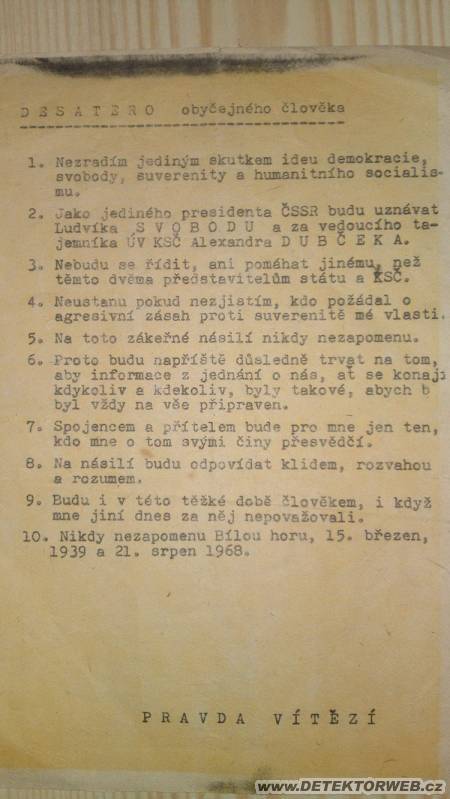 D E S A T E R O obyčejného člověka
1. Nezradím jediným skutkem ideu demokracie,
svobody, suverenity a humanitního socialis-
mu.
2. Jako jediného presidenta ČSSR budu uznávat
Ludvíka S V O B O D U a za vedoucího ta-
jemníka ÚV KSČ Alexandra D U B Č E K A.
3. Nebudu se řídit, ani pomáhat jinému, než
těmto dvěma představitelům státu a KSČ.
4. Neustanu pokud nezjistím, kdo požádal o
agresivní zásah proti suverenitě mé vlasti.
5. Na toto zákeřné násilí nikdy nezapomenu.
6. Proto budu napříště důsledně trvat na tom,
aby informace z jednání o nás, ať se konají
kdykoliv a kdekoliv, byly takové, abych b
byl vždy na vše připraven.
7. Spojencem a přítelem bude pro mne jen ten,
kdo mne o tom svými činy přesvědčí.
8. Na násilí budu odpovídat klidem, rozvahou
a rozumem.
9. Budu i v této těžké době člověkem, i když
mne jiní dnes za něj nepovažovali.
10. Nikdy nezapomenu Bílou horu, 15. březen,
1939 a 21. srpen 1968.
P R A V D A V Í T Ě Z Í
www.DETEKTORWEB.cz